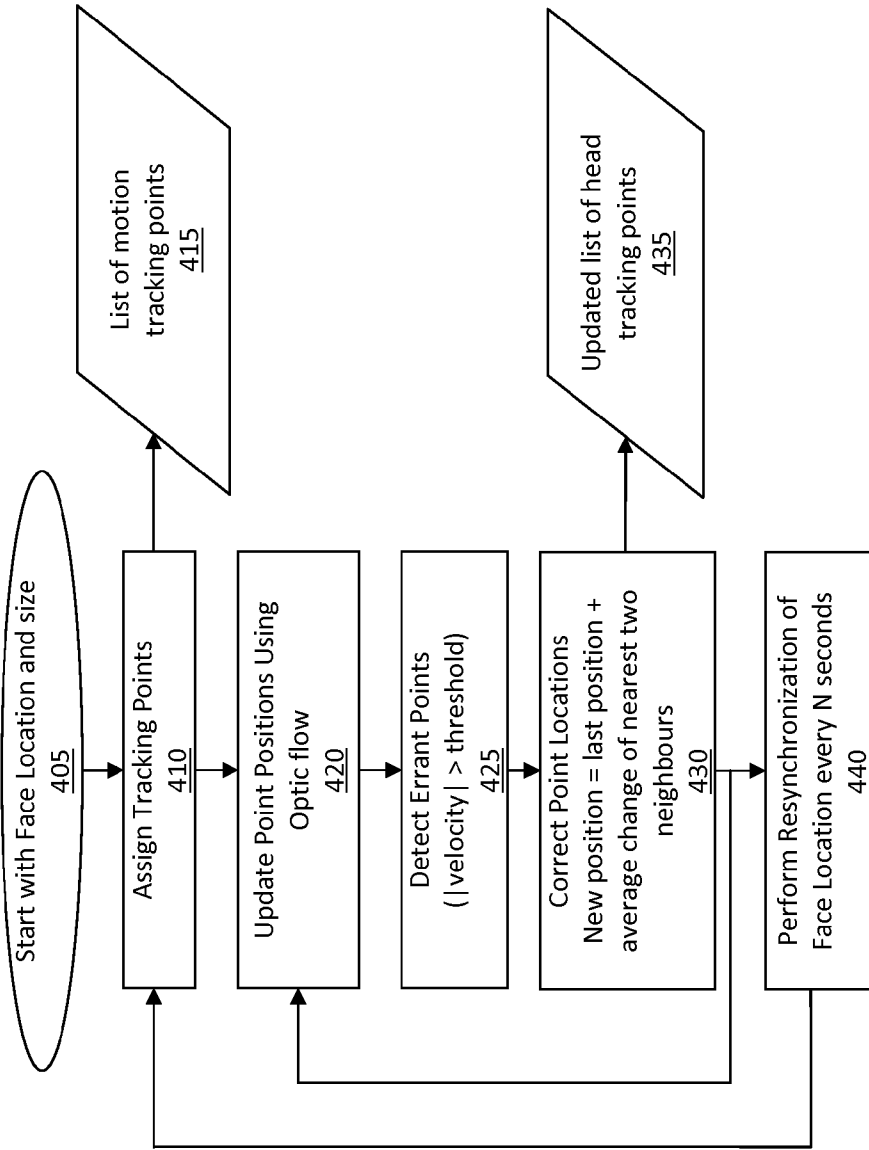 Start with Face Location and size
405
Assign Tracking Points
410
List of motion
tracking points
415
Update Point Positions Using
Optic flow
420
Detect Errant Points
(|velocity| > threshold)
425
Correct Point Locations
New position = last position +
average change of nearest two
neighbours
430
Updated list of head
tracking points
435
Perform Resynchronization of
Face Location every N seconds
440